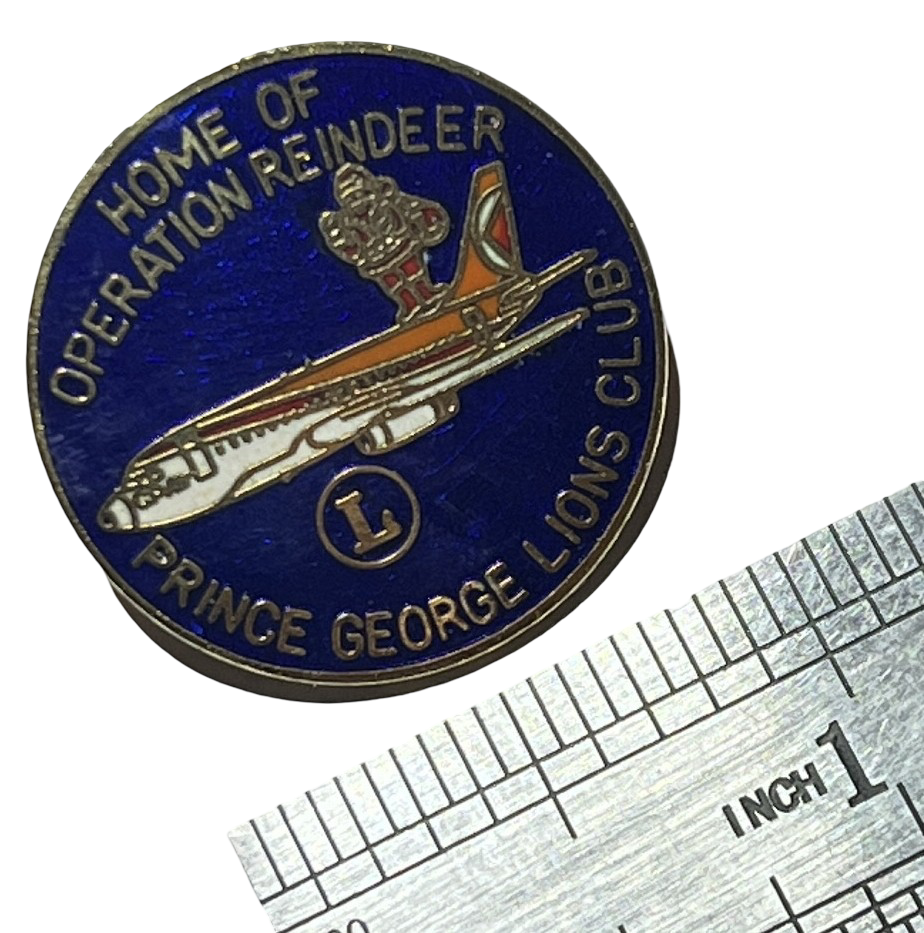 HOME OF
OPERATION REINDEER
L
PRINCE GEORGE LIONS CLUB
INCH 1